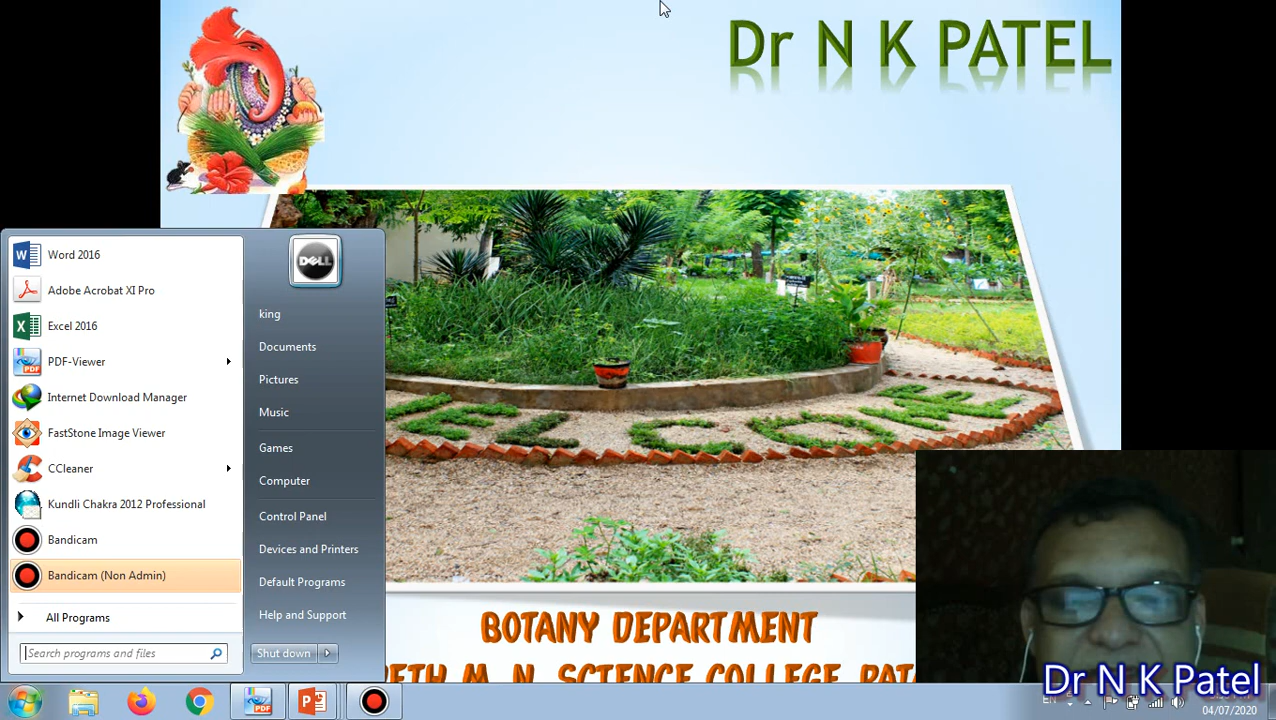 Dr N K PATEL
Word 2016
Adobe Acrobat XI Pro
Excel 2016
PDF-Viewer
Internet Download Manager
FastStone Image Viewer
CCleaner
Kundli Chakra 2012 Professional
Bandicam
Bandicam (Non Admin)
All Programs
Search programs and files
DELL
king
Documents
Pictures
Music
Games
Computer
Control Panel
Devices and Printers
Default Programs
Help and Support
Shut down
BOTANY DEPARTMENT
M. N. SCIENCE COLLEGE,
Dr N K Patel
EN
04/07/2020